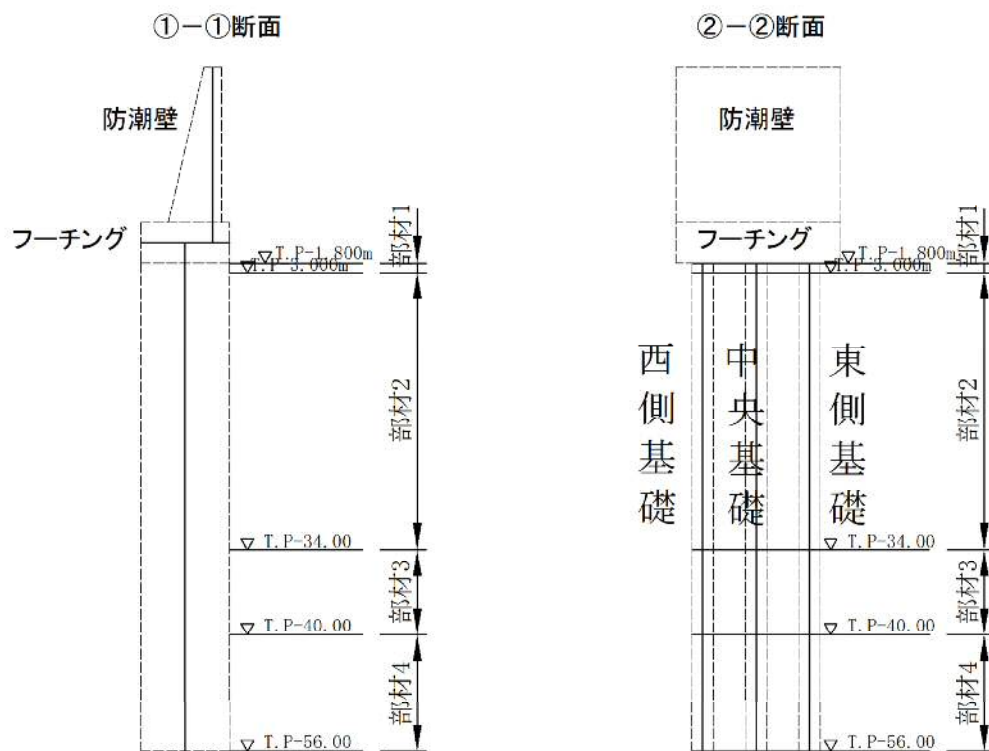 ①－①断面
防潮壁
フーチング
T.P-1.800m
T.P-3.000m
部材1
部材2
T.P-34.00
部材3
T.P-40.00
部材4
T.P-56.00
②－②断面
防潮壁
フーチング
T.P-1.800m
T.P-3.000m
西側基礎
中央基礎
東側基礎
部材1
部材2
T.P-34.00
部材3
T.P-40.00
部材4
T.P-56.00